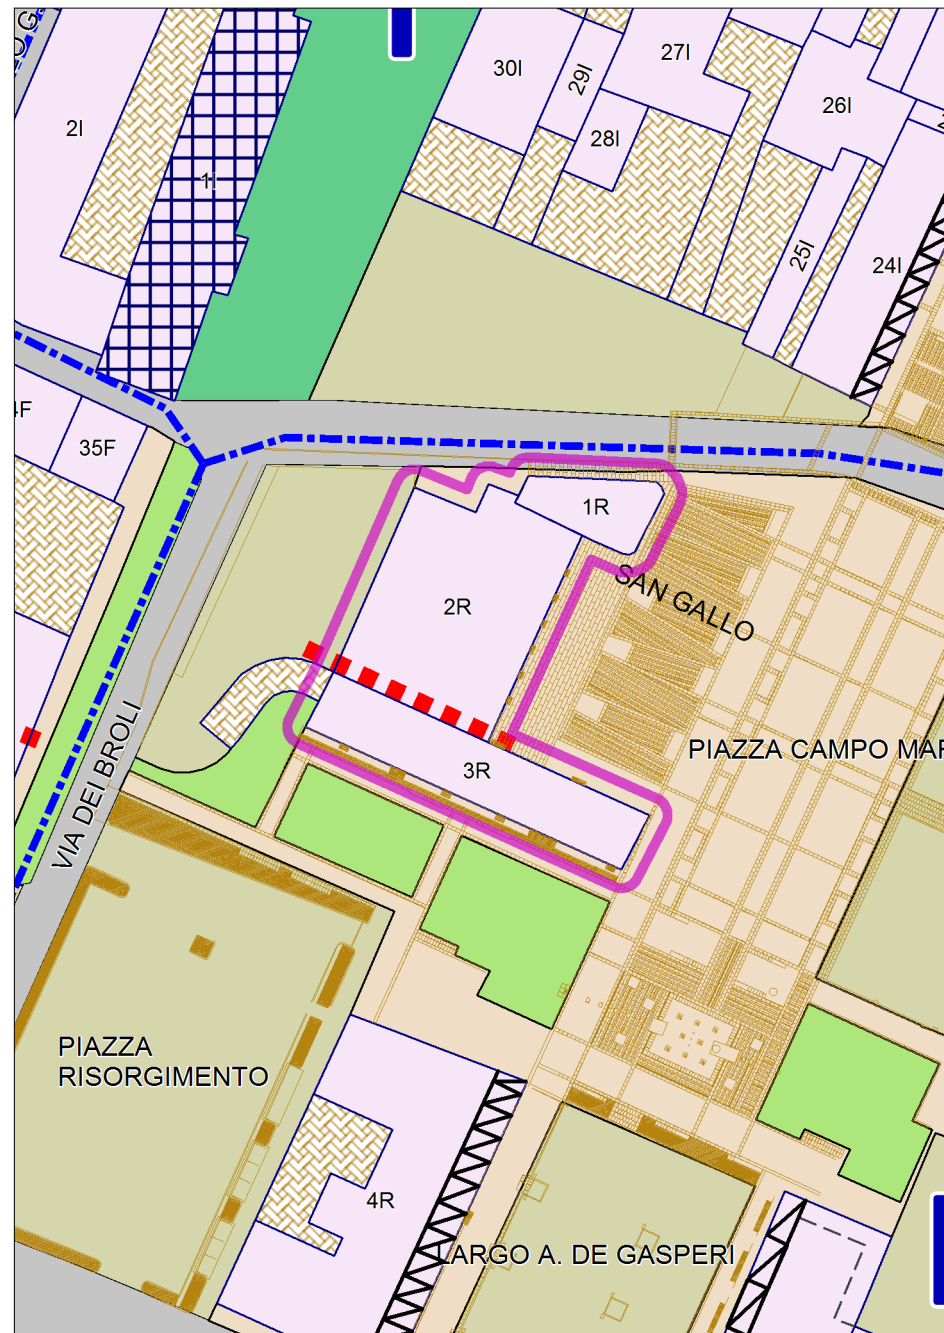 30I
29I
27I
26I
2I
28I
1I
25I
24I
35F
1R
2R
SAN GALLO
3R
PIAZZA CAMPO MAR
VIA DEI BROLI
PIAZZA
RISORGIMENTO
4R
LARGO A. DE GASPERI